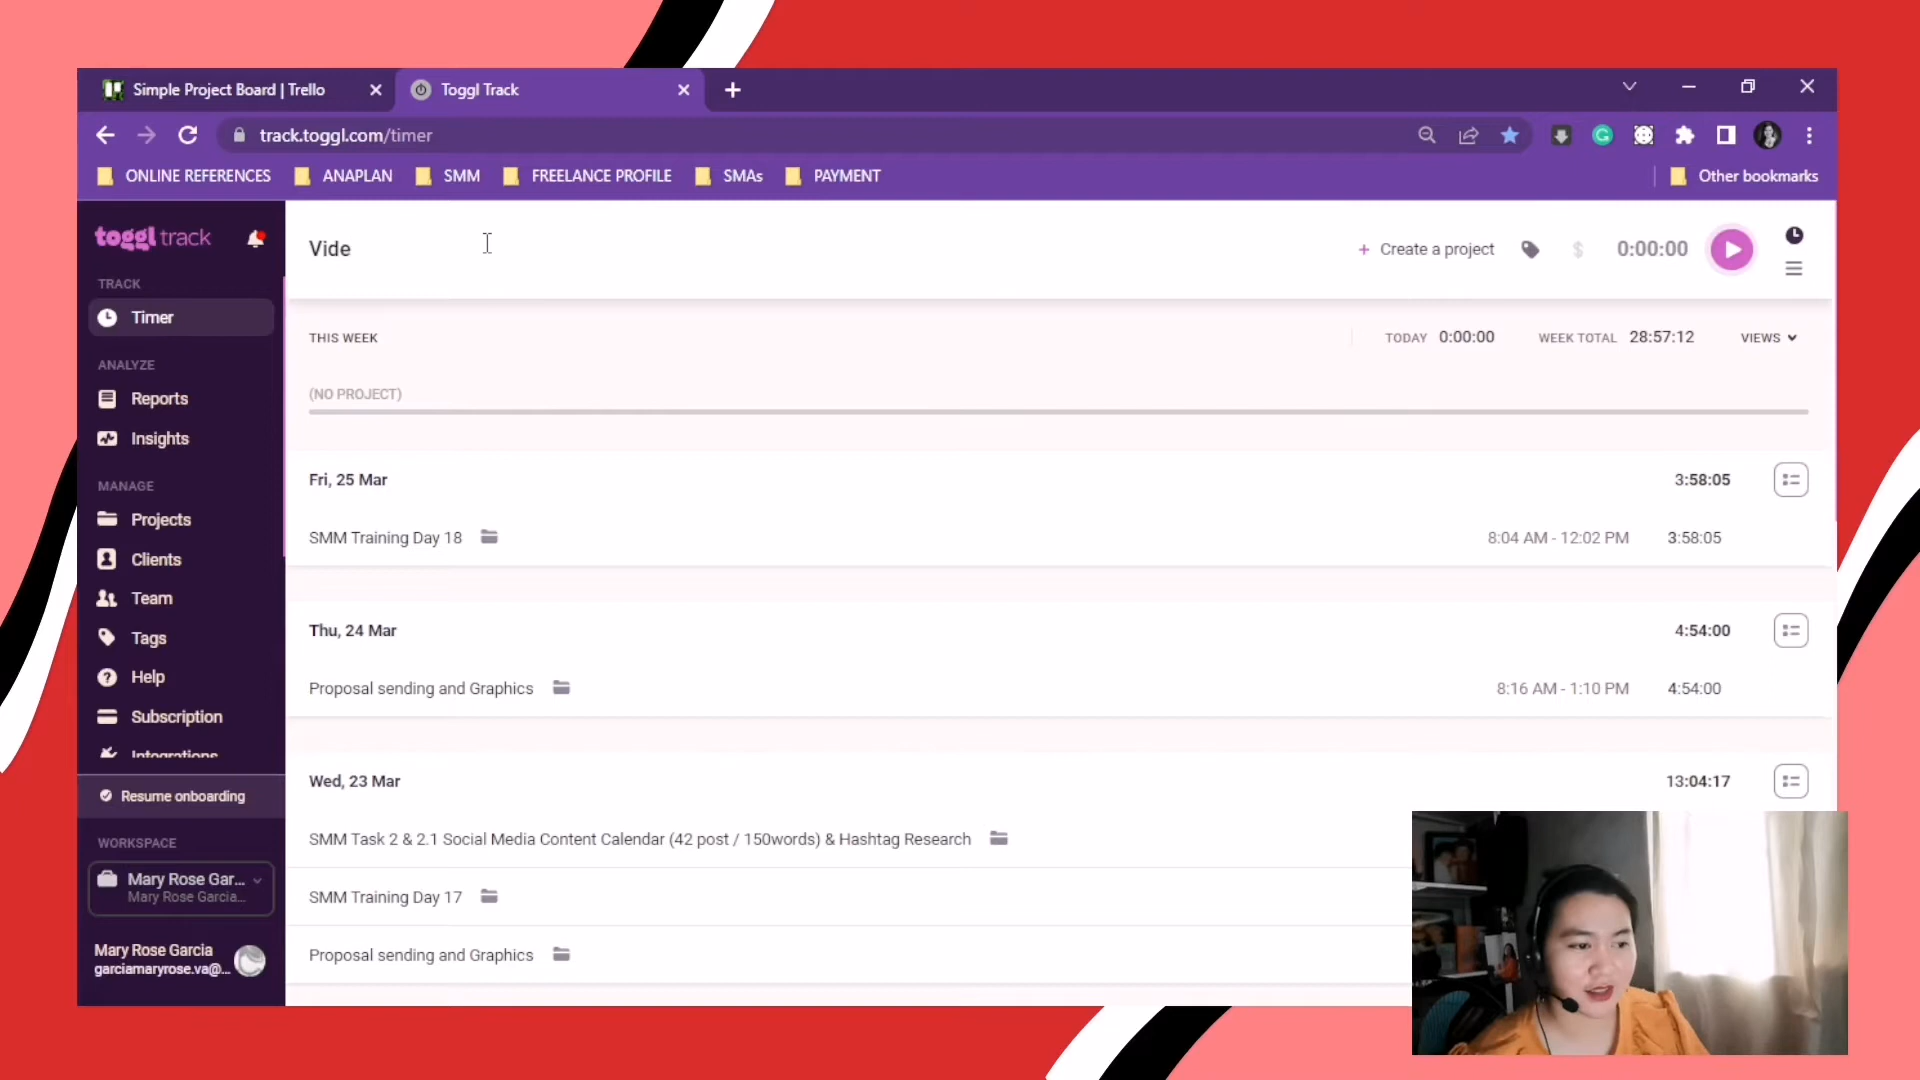 Simple Project Board | Trello
Toggl Track
track.toggl.com/timer
ONLINE REFERENCES
ANAPLAN
SMM
FREELANCE PROFILE
SMAs
PAYMENT
Other bookmarks
toggl track
TRACK
Timer
ANALYZE
Reports
Insights
MANAGE
Projects
Clients
Team
Tags
Help
Subscription
Integrations
Resume onboarding
WORKSPACE
Mary Rose Gar...
Mary Rose Garcia...
Mary Rose Garcia
garciamaryrose.va@...
Vide
+ Create a project
$
0:00:00
THIS WEEK
TODAY 0:00:00
WEEK TOTAL 28:57:12
VIEWS
(NO PROJECT)
Fri, 25 Mar 3:58:05
SMM Training Day 18 8:04 AM - 12:02 PM 3:58:05
Thu, 24 Mar 4:54:00
Proposal sending and Graphics 8:16 AM - 1:10 PM 4:54:00
Wed, 23 Mar 13:04:17
SMM Task 2 & 2.1 Social Media Content Calendar (42 post / 150words) & Hashtag Research
SMM Training Day 17
Proposal sending and Graphics